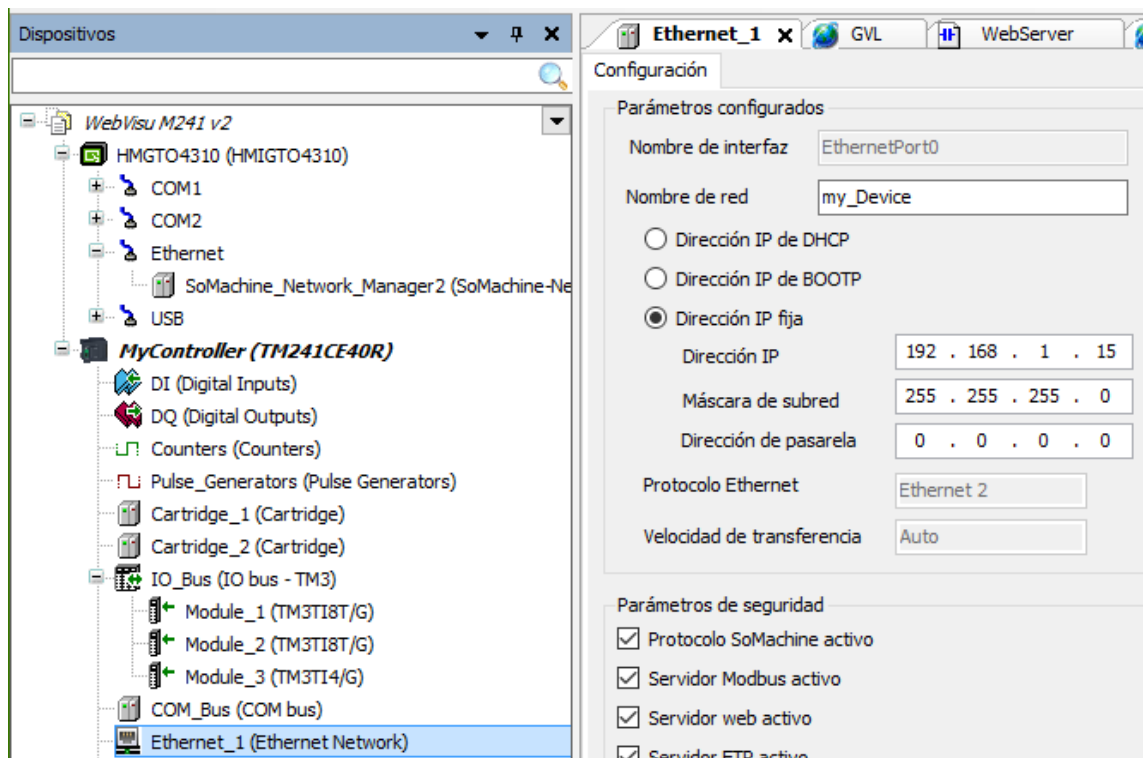 Dispositivos
WebVisu M241 v2
HMGTO4310 (HMIGTO4310)
COM1
COM2
Ethernet
SoMachine_Network_Manager2 (SoMachine-Ne
USB
MyController (TM241CE40R)
DI (Digital Inputs)
DQ (Digital Outputs)
Counters (Counters)
Pulse_Generators (Pulse Generators)
Cartridge_1 (Cartridge)
Cartridge_2 (Cartridge)
IO_Bus (IO bus - TM3)
Module_1 (TM3TI8T/G)
Module_2 (TM3TI8T/G)
Module_3 (TM3TI4/G)
COM_Bus (COM bus)
Ethernet_1 (Ethernet Network)
Ethernet_1 GVL WebServer
Configuración
Parámetros configurados
Nombre de interfaz EthernetPort0
Nombre de red my_Device
Dirección IP de DHCP
Dirección IP de BOOTP
Dirección IP fija
Dirección IP 192 . 168 . 1 . 15
Máscara de subred 255 . 255 . 255 . 0
Dirección de pasarela 0 . 0 . 0 . 0
Protocolo Ethernet Ethernet 2
Velocidad de transferencia Auto
Parámetros de seguridad
Protocolo SoMachine activo
Servidor Modbus activo
Servidor web activo
Servidor FTP activo